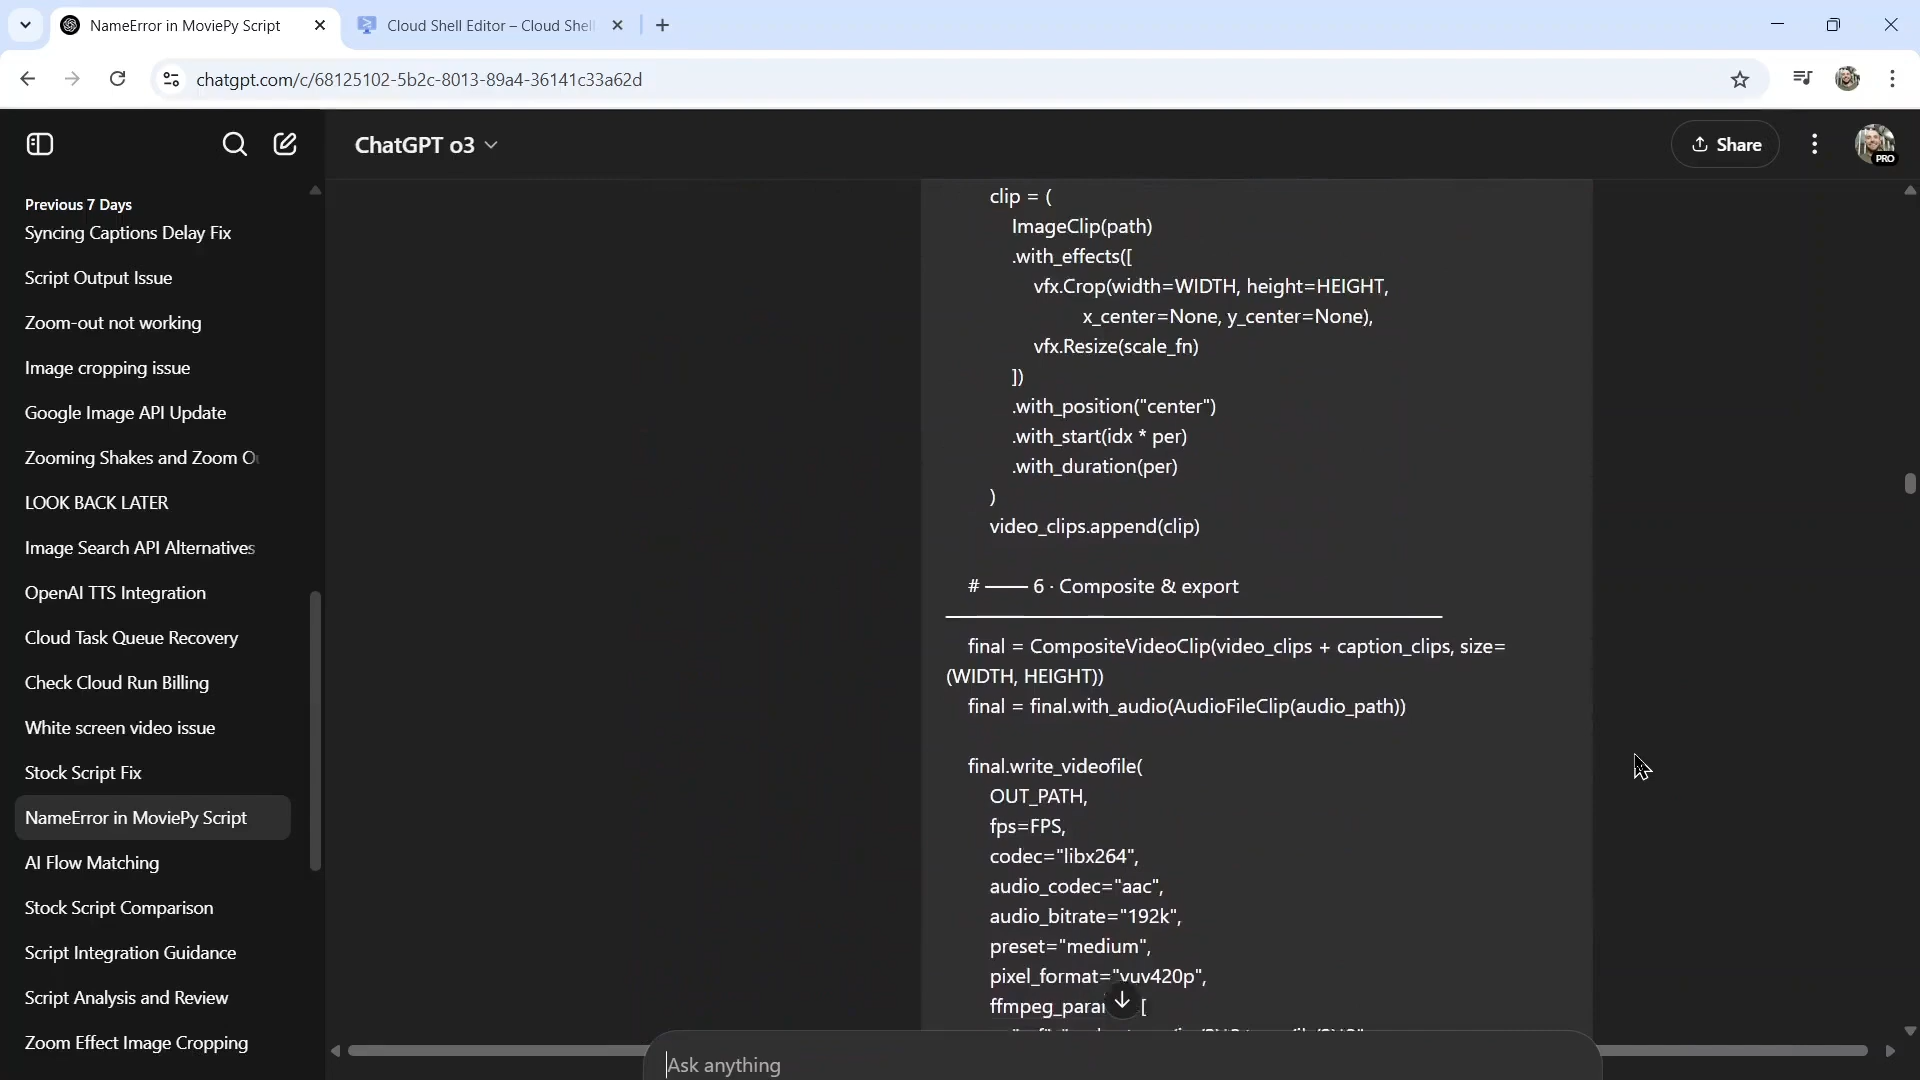 NameError in MoviePy Script
Cloud Shell Editor – Cloud Shell
chatgpt.com/c/68125102-5b2c-8013-89a4-36141c33a62d
ChatGPT o3
Share
PRO
Previous 7 Days
Syncing Captions Delay Fix
Script Output Issue
Zoom-out not working
Image cropping issue
Google Image API Update
Zooming Shakes and Zoom O
LOOK BACK LATER
Image Search API Alternatives
OpenAI TTS Integration
Cloud Task Queue Recovery
Check Cloud Run Billing
White screen video issue
Stock Script Fix
NameError in MoviePy Script
AI Flow Matching
Stock Script Comparison
Script Integration Guidance
Script Analysis and Review
Zoom Effect Image Cropping
clip = (
ImageClip(path)
.with_effects([
vfx.Crop(width=WIDTH, height=HEIGHT,
x_center=None, y_center=None),
vfx.Resize(scale_fn)
])
.with_position("center")
.with_start(idx * per)
.with_duration(per)
)
video_clips.append(clip)
# ─── 6 · Composite & export
final = CompositeVideoClip(video_clips + caption_clips, size=
(WIDTH, HEIGHT))
final = final.with_audio(AudioFileClip(audio_path))
final.write_videofile(
OUT_PATH,
fps=FPS,
codec="libx264",
audio_codec="aac",
audio_bitrate="192k",
preset="medium",
pixel_format="yuv420p",
ffmpeg_para [
Ask anything